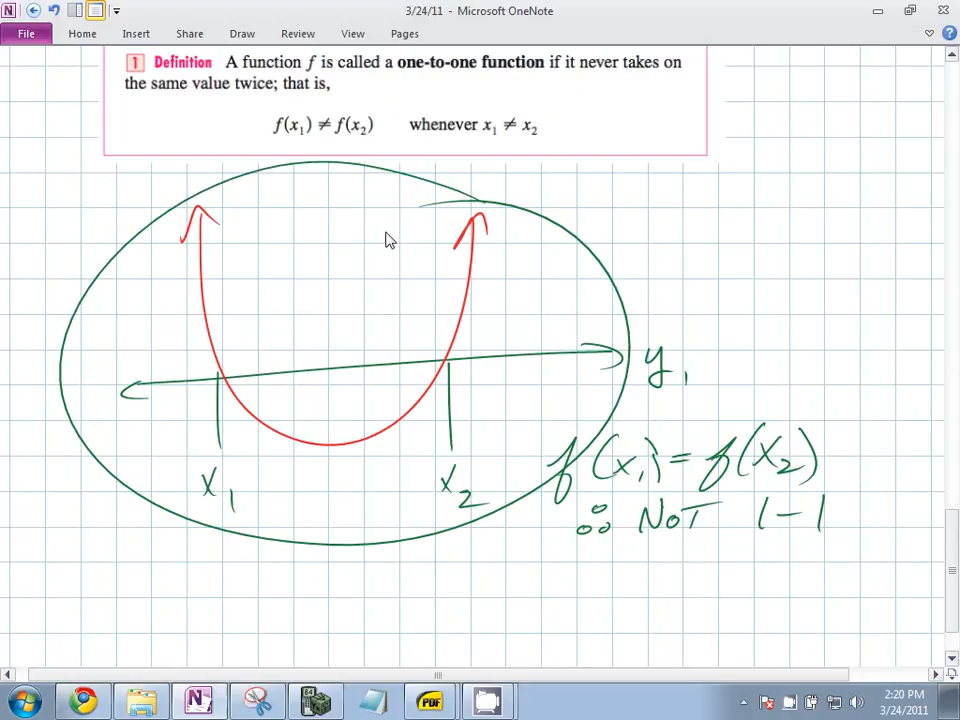 3/24/11 - Microsoft OneNote
File Home Insert Share Draw Review View Pages
1 Definition A function f is called a one-to-one function if it never takes on
the same value twice; that is,
f(x₁) ≠ f(x₂) whenever x₁ ≠ x₂
y₁
x₁ x₂
f(x₁) = f(x₂)
∴ NOT 1-1
PDF
2:20 PM
3/24/2011